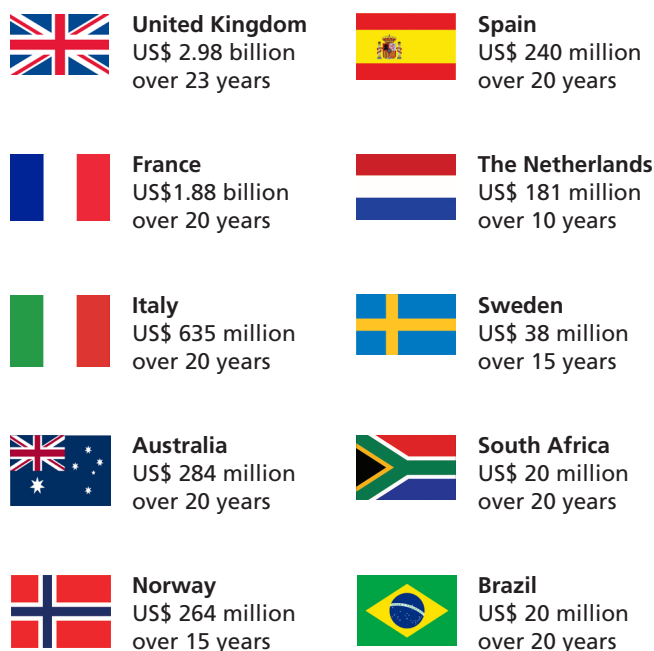 United Kingdom
US$ 2.98 billion
over 23 years
Spain
US$ 240 million
over 20 years
France
US$1.88 billion
over 20 years
The Netherlands
US$ 181 million
over 10 years
Italy
US$ 635 million
over 20 years
Sweden
US$ 38 million
over 15 years
Australia
US$ 284 million
over 20 years
South Africa
US$ 20 million
over 20 years
Norway
US$ 264 million
over 15 years
Brazil
US$ 20 million
over 20 years